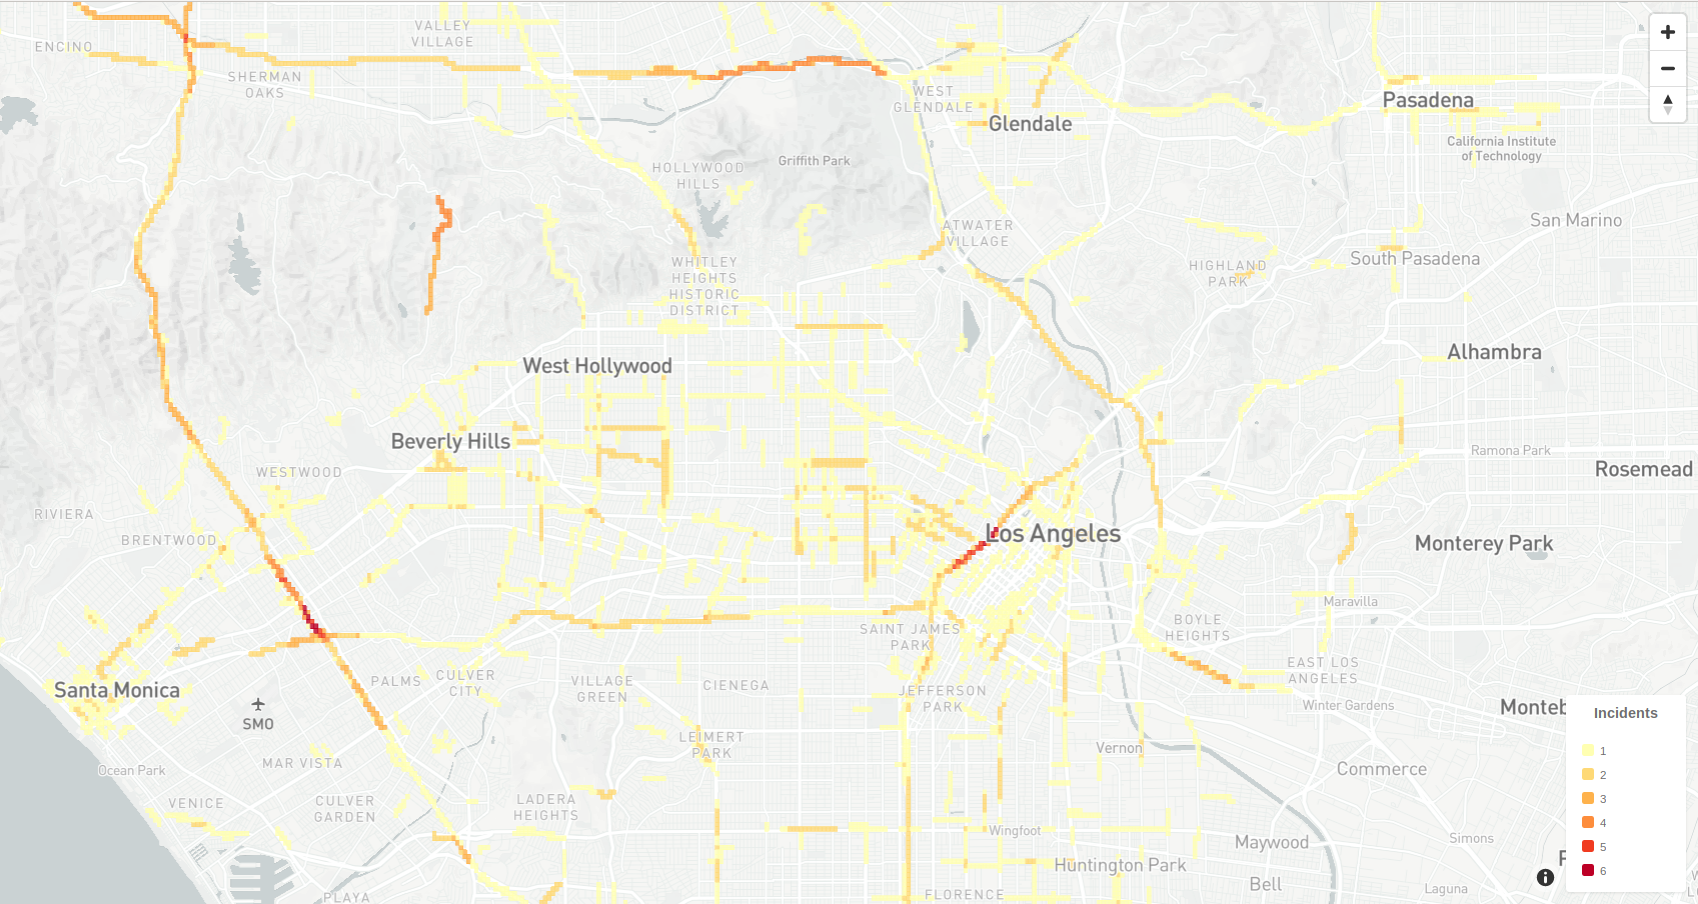 ENCINO
VALLEY
VILLAGE
SHERMAN
OAKS
WEST
GLENDALE
Glendale
Pasadena
California Institute
of Technology
HOLLYWOOD
HILLS
Griffith Park
ATWATER
VILLAGE
San Marino
South Pasadena
HIGHLAND
PARK
WHITLEY
HEIGHTS
HISTORIC
DISTRICT
West Hollywood
Alhambra
Beverly Hills
Ramona Park
Rosemead
WESTWOOD
RIVIERA
BRENTWOOD
Los Angeles
Monterey Park
Maravilla
SAINT JAMES
PARK
BOYLE
HEIGHTS
EAST LOS
ANGELES
Santa Monica
PALMS
CULVER
CITY
VILLAGE
GREEN
CIENEGA
JEFFERSON
PARK
Winter Gardens
Monteb
SMO
LEIMERT
PARK
Vernon
Commerce
Ocean Park
MAR VISTA
VENICE
CULVER
GARDEN
LADERA
HEIGHTS
Wingfoot
Maywood
Simons
Huntington Park
Bell
Laguna
FLORENCE
PLAYA
Incidents
1
2
3
4
5
6